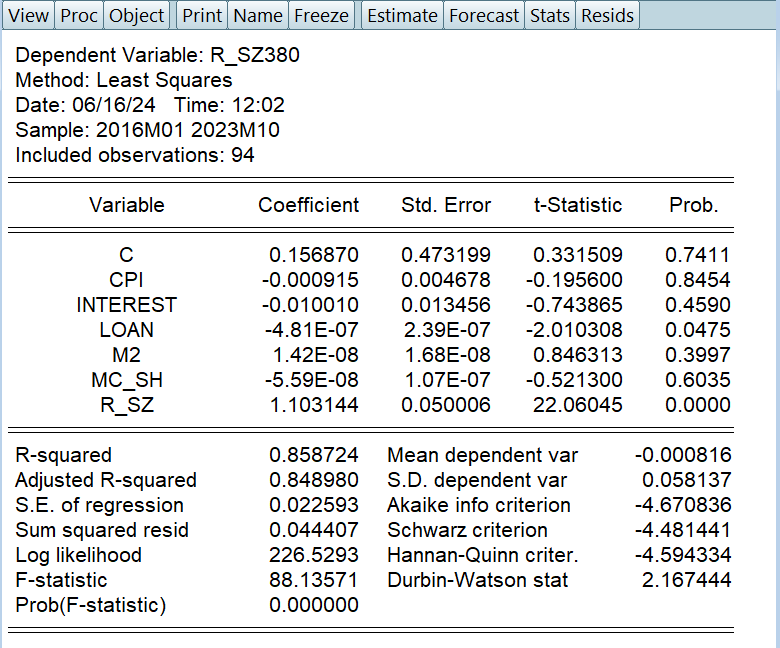 View Proc Object Print Name Freeze Estimate Forecast Stats Resids
Dependent Variable: R_SZ380
Method: Least Squares
Date: 06/16/24 Time: 12:02
Sample: 2016M01 2023M10
Included observations: 94
Variable Coefficient Std. Error t-Statistic Prob.
C 0.156870 0.473199 0.331509 0.7411
CPI -0.000915 0.004678 -0.195600 0.8454
INTEREST -0.010010 0.013456 -0.743865 0.4590
LOAN -4.81E-07 2.39E-07 -2.010308 0.0475
M2 1.42E-08 1.68E-08 0.846313 0.3997
MC_SH -5.59E-08 1.07E-07 -0.521300 0.6035
R_SZ 1.103144 0.050006 22.06045 0.0000
R-squared 0.858724 Mean dependent var -0.000816
Adjusted R-squared 0.848980 S.D. dependent var 0.058137
S.E. of regression 0.022593 Akaike info criterion -4.670836
Sum squared resid 0.044407 Schwarz criterion -4.481441
Log likelihood 226.5293 Hannan-Quinn criter. -4.594334
F-statistic 88.13571 Durbin-Watson stat 2.167444
Prob(F-statistic) 0.000000